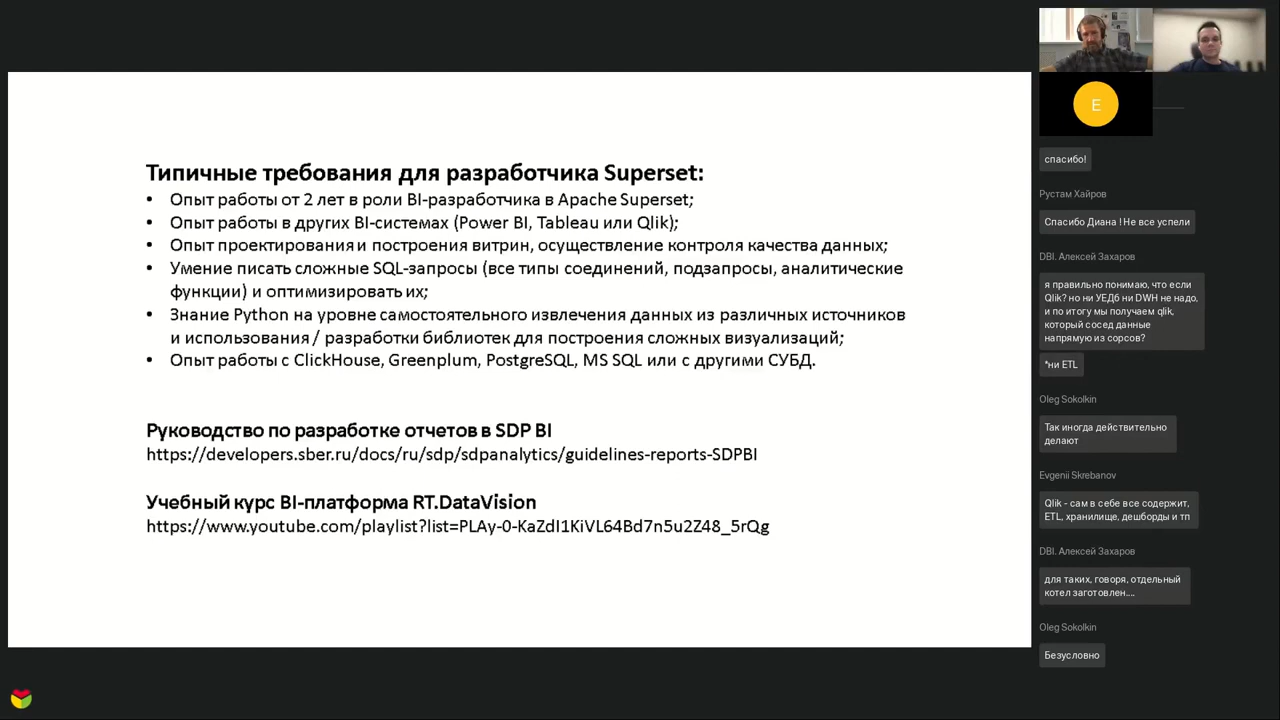 Типичные требования для разработчика Superset:
• Опыт работы от 2 лет в роли BI-разработчика в Apache Superset;
• Опыт работы в других BI-системах (Power BI, Tableau или Qlik);
• Опыт проектирования и построения витрин, осуществление контроля качества данных;
• Умение писать сложные SQL-запросы (все типы соединений, подзапросы, аналитические
функции) и оптимизировать их;
• Знание Python на уровне самостоятельного извлечения данных из различных источников
и использования / разработки библиотек для построения сложных визуализаций;
• Опыт работы с ClickHouse, Greenplum, PostgreSQL, MS SQL или с другими СУБД.
Руководство по разработке отчетов в SDP BI
https://developers.sber.ru/docs/ru/sdp/sdpanalytics/guidelines-reports-SDPBI
Учебный курс BI-платформа RT.DataVision
https://www.youtube.com/playlist?list=PLAy-0-KaZdI1KiVL64Bd7n5u2Z48_5rQg
E
спасибо!
Рустам Хайров
Спасибо Диана ! Не все успели
DBI. Алексей Захаров
я правильно понимаю, что если
Qlik? но ни УЕДб ни DWH не надо,
и по итогу мы получаем qlik,
который сосед данные
напрямую из сорсов?
*ни ETL
Oleg Sokolkin
Так иногда действительно
делают
Evgenii Skrebanov
Qlik - сам в себе все содержит,
ETL, хранилище, дешборды и тп
DBI. Алексей Захаров
для таких, говоря, отдельный
котел заготовлен....
Oleg Sokolkin
Безусловно